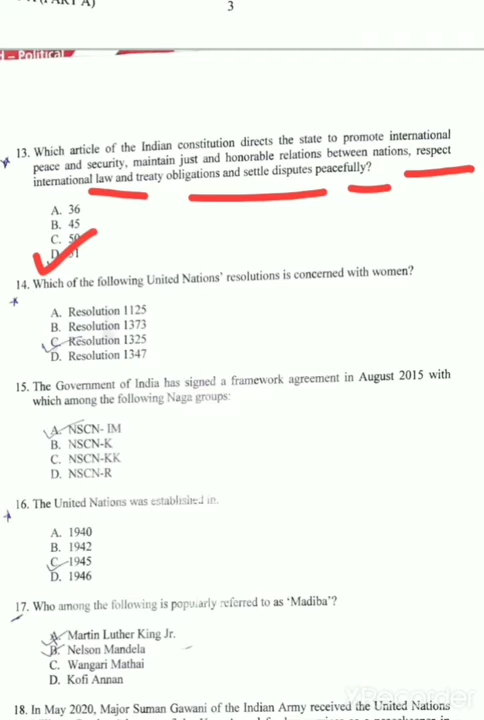 (PART A)
3
– Political
13. Which article of the Indian constitution directs the state to promote international
peace and security, maintain just and honorable relations between nations, respect
international law and treaty obligations and settle disputes peacefully?
A. 36
B. 45
C. 50
D. 51
14. Which of the following United Nations' resolutions is concerned with women?
A. Resolution 1125
B. Resolution 1373
C. Resolution 1325
D. Resolution 1347
15. The Government of India has signed a framework agreement in August 2015 with
which among the following Naga groups:
A. NSCN- IM
B. NSCN-K
C. NSCN-KK
D. NSCN-R
16. The United Nations was established in.
A. 1940
B. 1942
C. 1945
D. 1946
17. Who among the following is popularly referred to as 'Madiba'?
A. Martin Luther King Jr.
B. Nelson Mandela
C. Wangari Mathai
D. Kofi Annan
XRecorder
18. In May 2020, Major Suman Gawani of the Indian Army received the United Nations